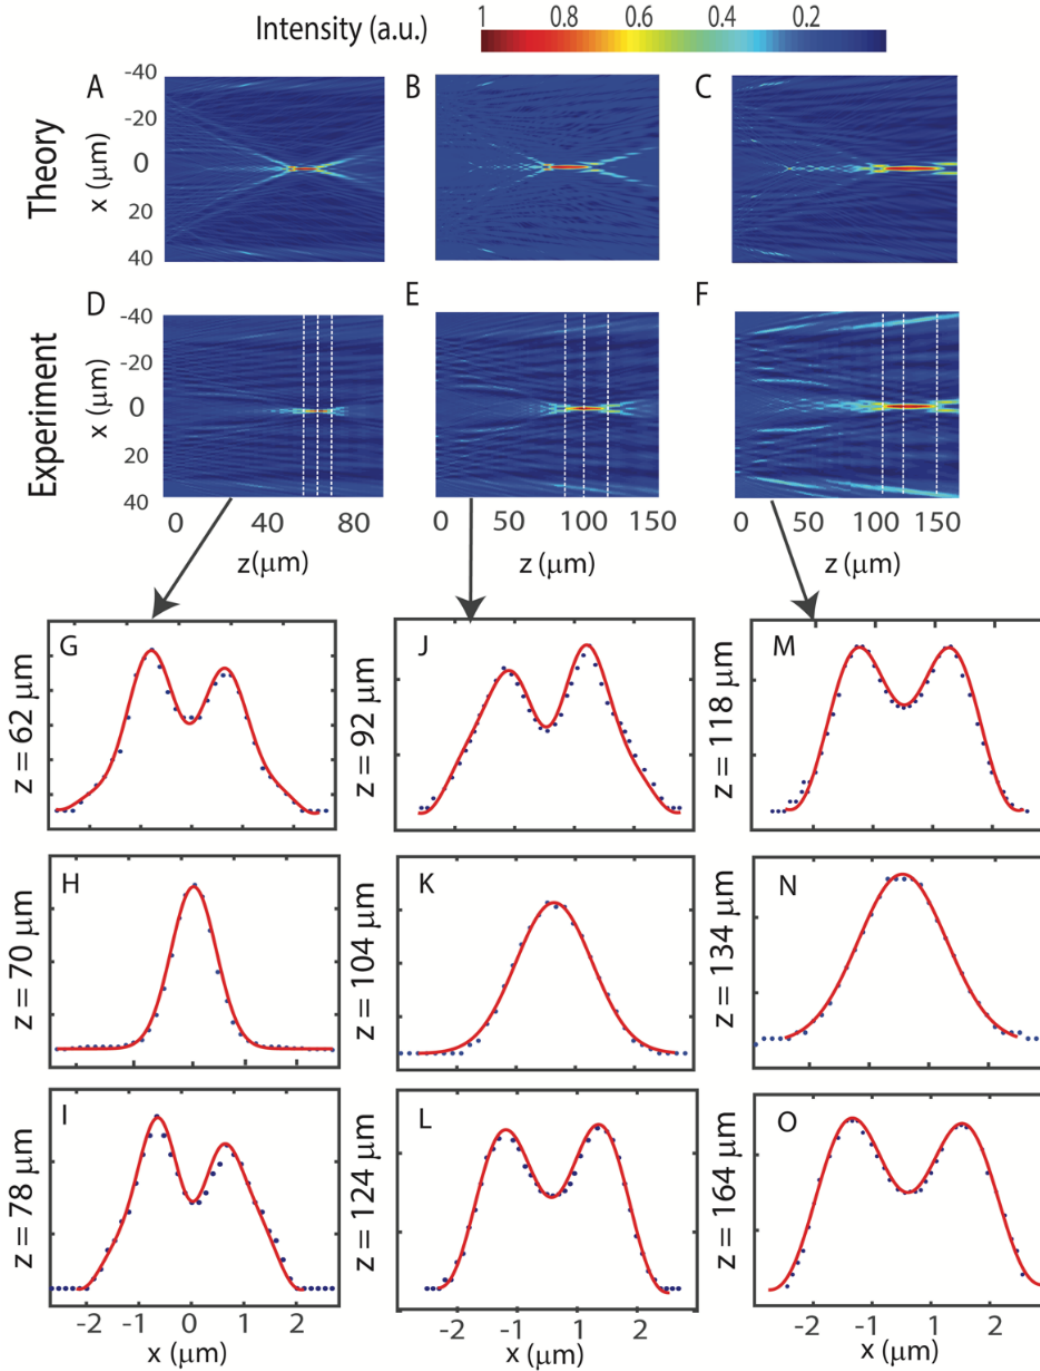 Intensity (a.u.)
1 0.8 0.6 0.4 0.2
Theory
x (μm)
-40
-20
0
20
40
A
B
C
Experiment
x (μm)
-40
-20
0
20
40
D
E
F
0 40 80
z(μm)
0 50 100 150
z (μm)
0 50 100 150
z (μm)
G
z = 62 μm
J
z = 92 μm
M
z = 118 μm
H
z = 70 μm
K
z = 104 μm
N
z = 134 μm
I
z = 78 μm
L
z = 124 μm
O
z = 164 μm
-2 -1 0 1 2
x (μm)
-2 -1 1 2
x (μm)
-2 -1 1 2
x (μm)